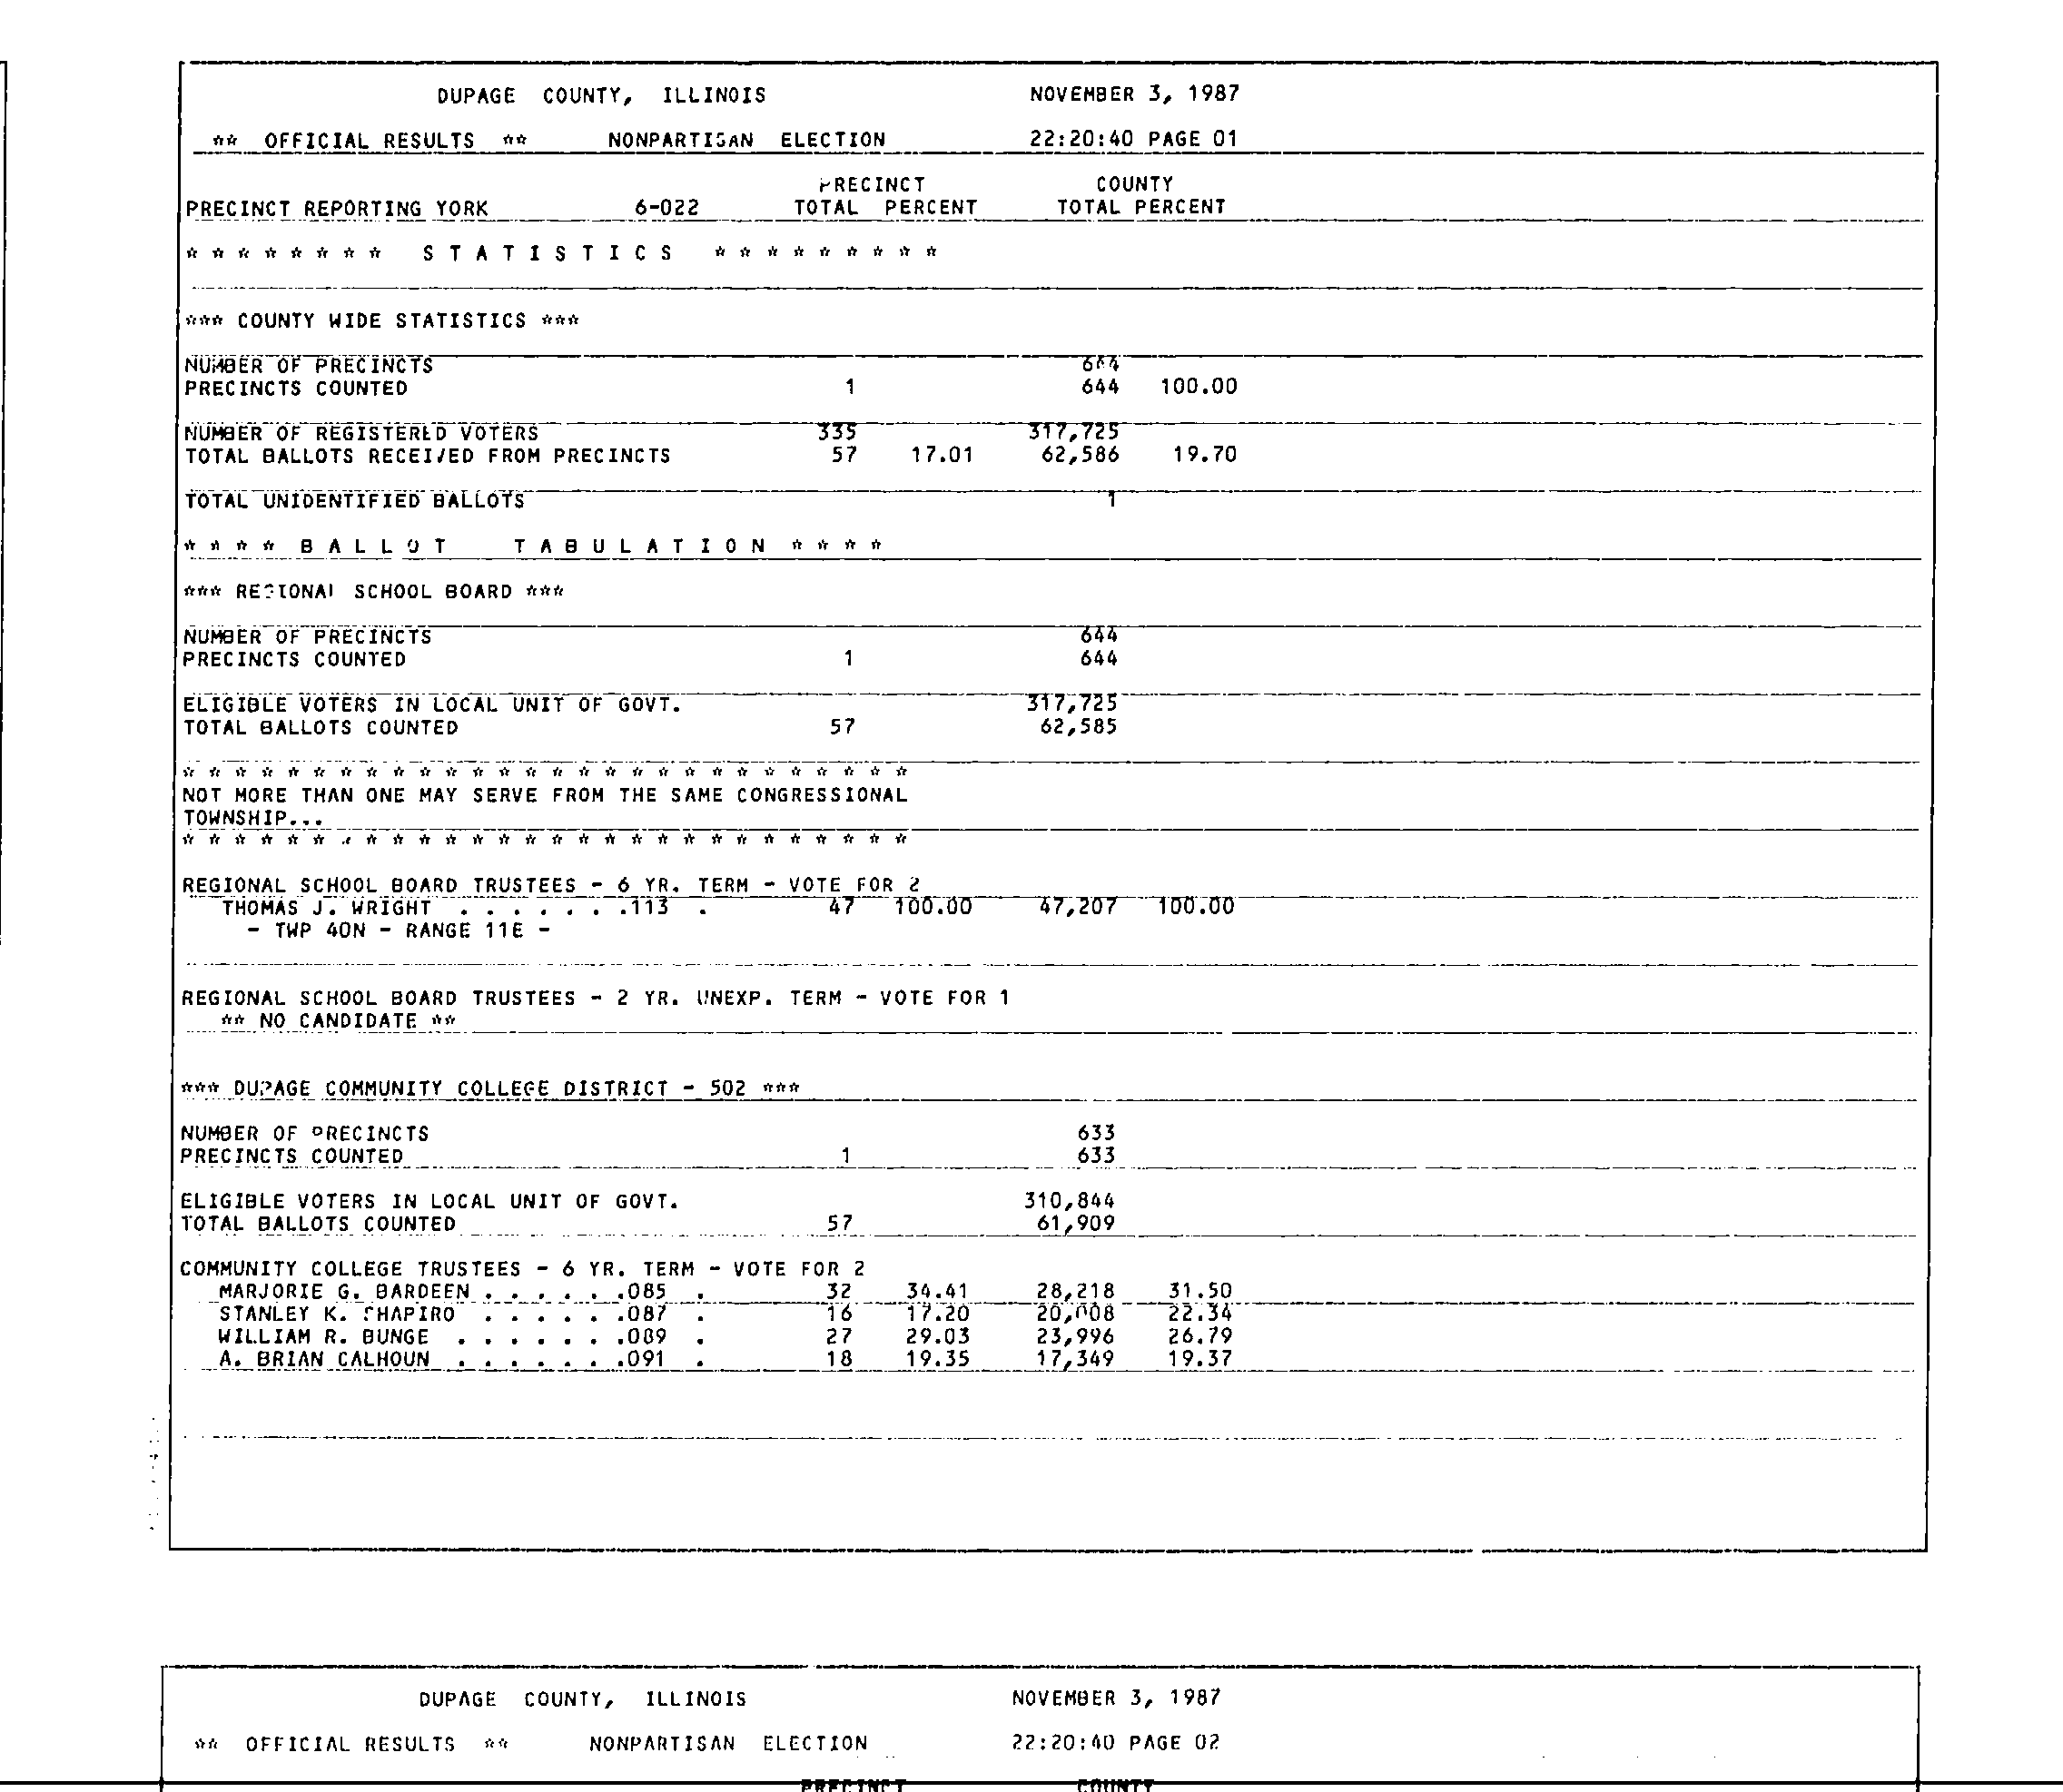 DUPAGE COUNTY, ILLINOIS NOVEMBER 3, 1987
** OFFICIAL RESULTS ** NONPARTISAN ELECTION 22:20:40 PAGE 01
PRECINCT COUNTY
PRECINCT REPORTING YORK 6-022 TOTAL PERCENT TOTAL PERCENT
* * * * * * * * S T A T I S T I C S * * * * * * * * *
*** COUNTY WIDE STATISTICS ***
NUMBER OF PRECINCTS 644
PRECINCTS COUNTED 1 644 100.00
NUMBER OF REGISTERED VOTERS 335 317,725
TOTAL BALLOTS RECEIVED FROM PRECINCTS 57 17.01 62,586 19.70
TOTAL UNIDENTIFIED BALLOTS 1
* * * * B A L L O T T A B U L A T I O N * * * *
*** REGIONAL SCHOOL BOARD ***
NUMBER OF PRECINCTS 644
PRECINCTS COUNTED 1 644
ELIGIBLE VOTERS IN LOCAL UNIT OF GOVT. 317,725
TOTAL BALLOTS COUNTED 57 62,585
* * * * * * * * * * * * * * * * * * * * * * * * * * * *
NOT MORE THAN ONE MAY SERVE FROM THE SAME CONGRESSIONAL
TOWNSHIP...
* * * * * * * * * * * * * * * * * * * * * * * * * * * *
REGIONAL SCHOOL BOARD TRUSTEES - 6 YR. TERM - VOTE FOR 2
THOMAS J. WRIGHT . . . . . . .113 . 47 100.00 47,207 100.00
- TWP 40N - RANGE 11E -
REGIONAL SCHOOL BOARD TRUSTEES - 2 YR. UNEXP. TERM - VOTE FOR 1
** NO CANDIDATE **
*** DUPAGE COMMUNITY COLLEGE DISTRICT - 502 ***
NUMBER OF PRECINCTS 633
PRECINCTS COUNTED 1 633
ELIGIBLE VOTERS IN LOCAL UNIT OF GOVT. 310,844
TOTAL BALLOTS COUNTED 57 61,909
COMMUNITY COLLEGE TRUSTEES - 6 YR. TERM - VOTE FOR 2
MARJORIE G. BARDEEN . . . . . .085 . 32 34.41 28,218 31.50
STANLEY K. SHAPIRO . . . . . .087 . 16 17.20 20,008 22.34
WILLIAM R. BUNGE . . . . . . .089 . 27 29.03 23,996 26.79
A. BRIAN CALHOUN . . . . . . .091 . 18 19.35 17,349 19.37
DUPAGE COUNTY, ILLINOIS NOVEMBER 3, 1987
** OFFICIAL RESULTS ** NONPARTISAN ELECTION 22:20:40 PAGE 02
PRECINCT COUNTY